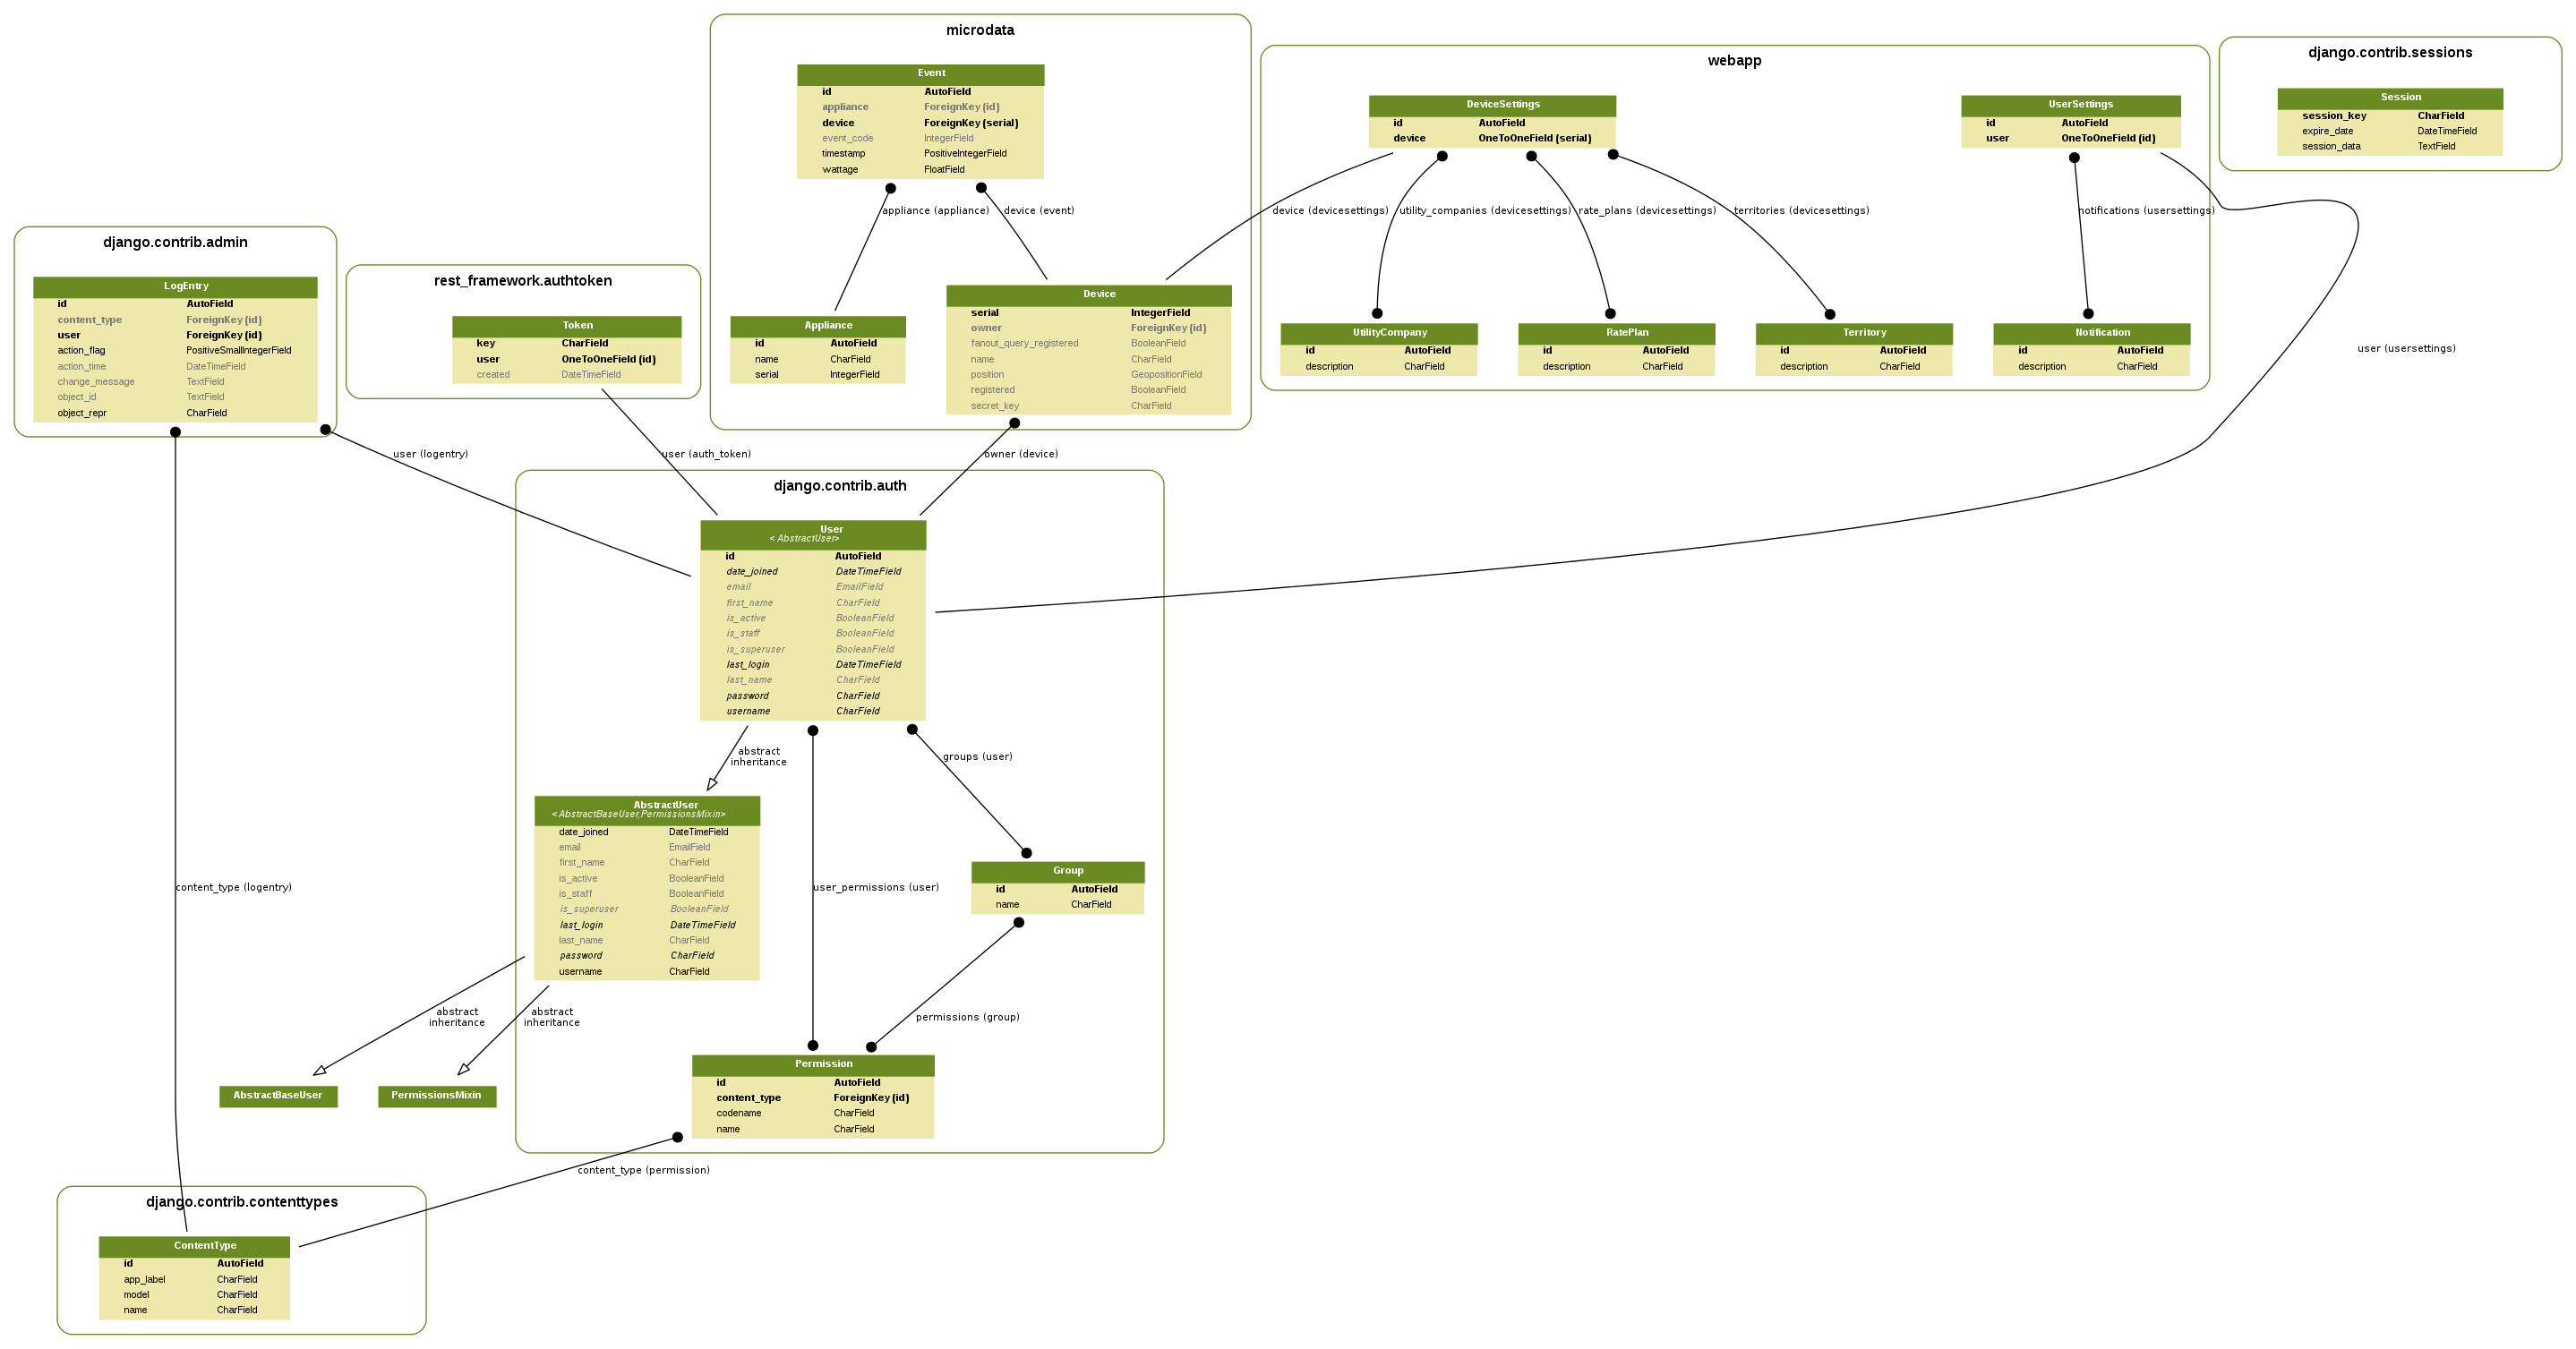 microdata
Event
id AutoField
appliance ForeignKey (id)
device ForeignKey (serial)
event_code IntegerField
timestamp PositiveIntegerField
wattage FloatField
appliance (appliance)
device (event)
Appliance
id AutoField
name CharField
serial IntegerField
Device
serial IntegerField
owner ForeignKey (id)
fanout_query_registered BooleanField
name CharField
position GeopositionField
registered BooleanField
secret_key CharField
webapp
DeviceSettings
id AutoField
device OneToOneField (serial)
UserSettings
id AutoField
user OneToOneField (id)
device (devicesettings)
utility_companies (devicesettings)
rate_plans (devicesettings)
territories (devicesettings)
notifications (usersettings)
UtilityCompany
id AutoField
description CharField
RatePlan
id AutoField
description CharField
Territory
id AutoField
description CharField
Notification
id AutoField
description CharField
user (usersettings)
django.contrib.sessions
Session
session_key CharField
expire_date DateTimeField
session_data TextField
django.contrib.admin
LogEntry
id AutoField
content_type ForeignKey (id)
user ForeignKey (id)
action_flag PositiveSmallIntegerField
action_time DateTimeField
change_message TextField
object_id TextField
object_repr CharField
rest_framework.authtoken
Token
key CharField
user OneToOneField (id)
created DateTimeField
user (logentry)
user (auth_token)
owner (device)
django.contrib.auth
User
< AbstractUser>
id AutoField
date_joined DateTimeField
email EmailField
first_name CharField
is_active BooleanField
is_staff BooleanField
is_superuser BooleanField
last_login DateTimeField
last_name CharField
password CharField
username CharField
abstract
inheritance
groups (user)
AbstractUser
< AbstractBaseUser,PermissionsMixin>
date_joined DateTimeField
email EmailField
first_name CharField
is_active BooleanField
is_staff BooleanField
is_superuser BooleanField
last_login DateTimeField
last_name CharField
password CharField
username CharField
content_type (logentry)
user_permissions (user)
Group
id AutoField
name CharField
abstract
inheritance
abstract
inheritance
permissions (group)
AbstractBaseUser
PermissionsMixin
Permission
id AutoField
content_type ForeignKey (id)
codename CharField
name CharField
content_type (permission)
django.contrib.contenttypes
ContentType
id AutoField
app_label CharField
model CharField
name CharField